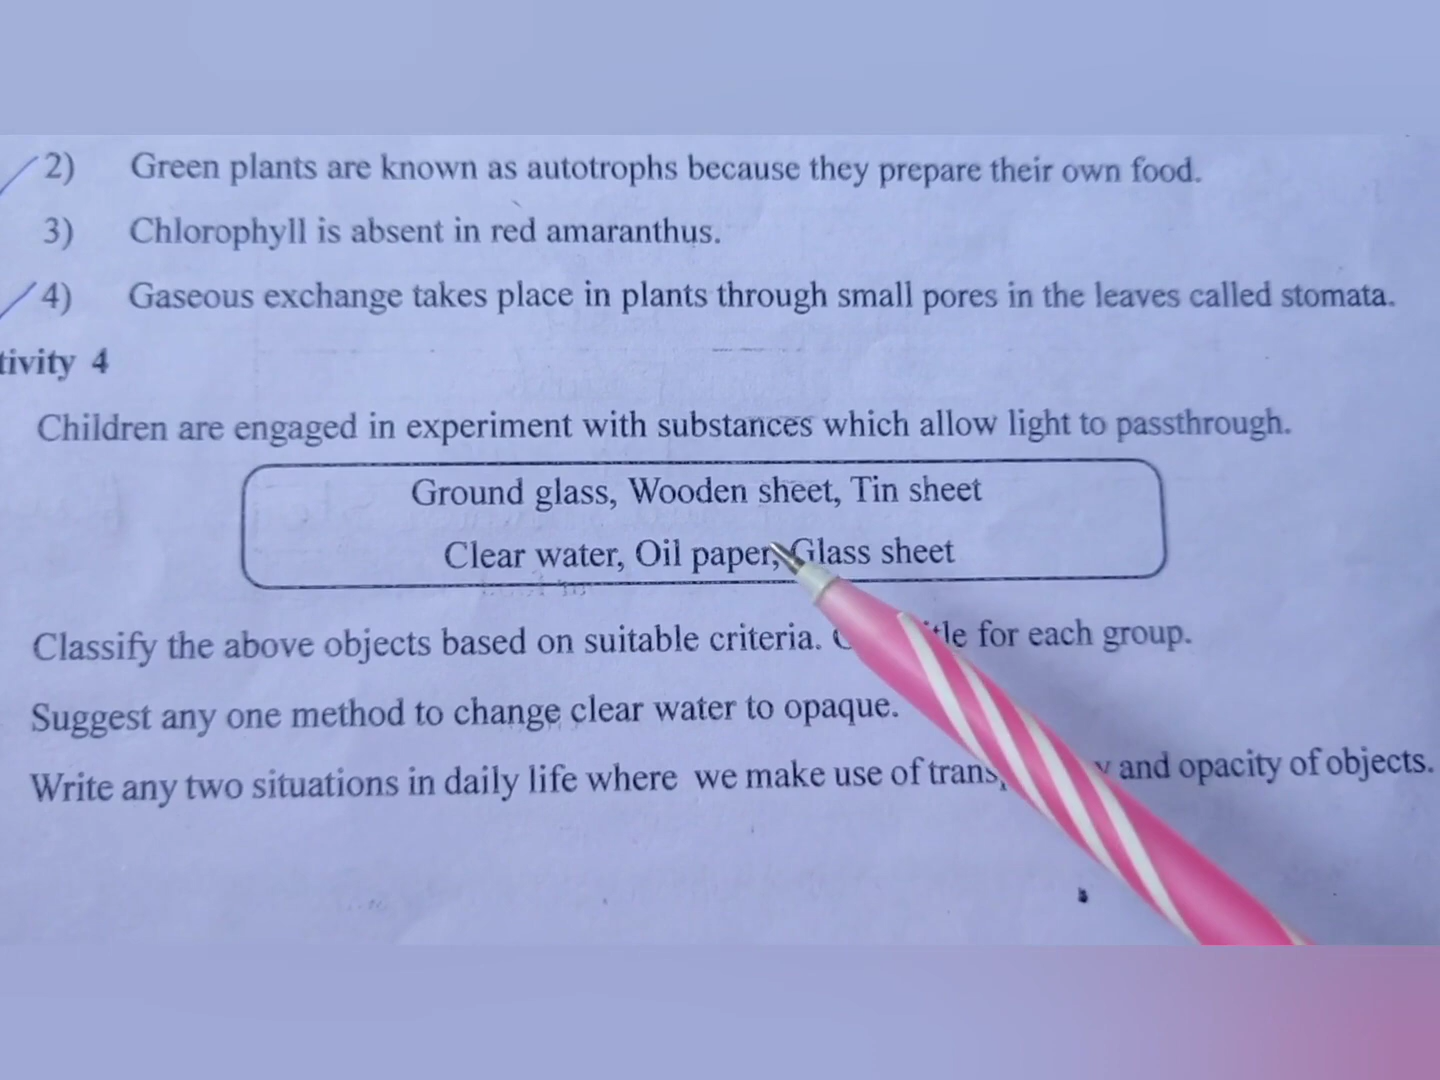 2) Green plants are known as autotrophs because they prepare their own food.
3) Chlorophyll is absent in red amaranthus.
4) Gaseous exchange takes place in plants through small pores in the leaves called stomata.
tivity 4
Children are engaged in experiment with substances which allow light to passthrough.
Ground glass, Wooden sheet, Tin sheet
Clear water, Oil paper, Glass sheet
Classify the above objects based on suitable criteria. for each group.
Suggest any one method to change clear water to opaque.
Write any two situations in daily life where we make use of and opacity of objects.